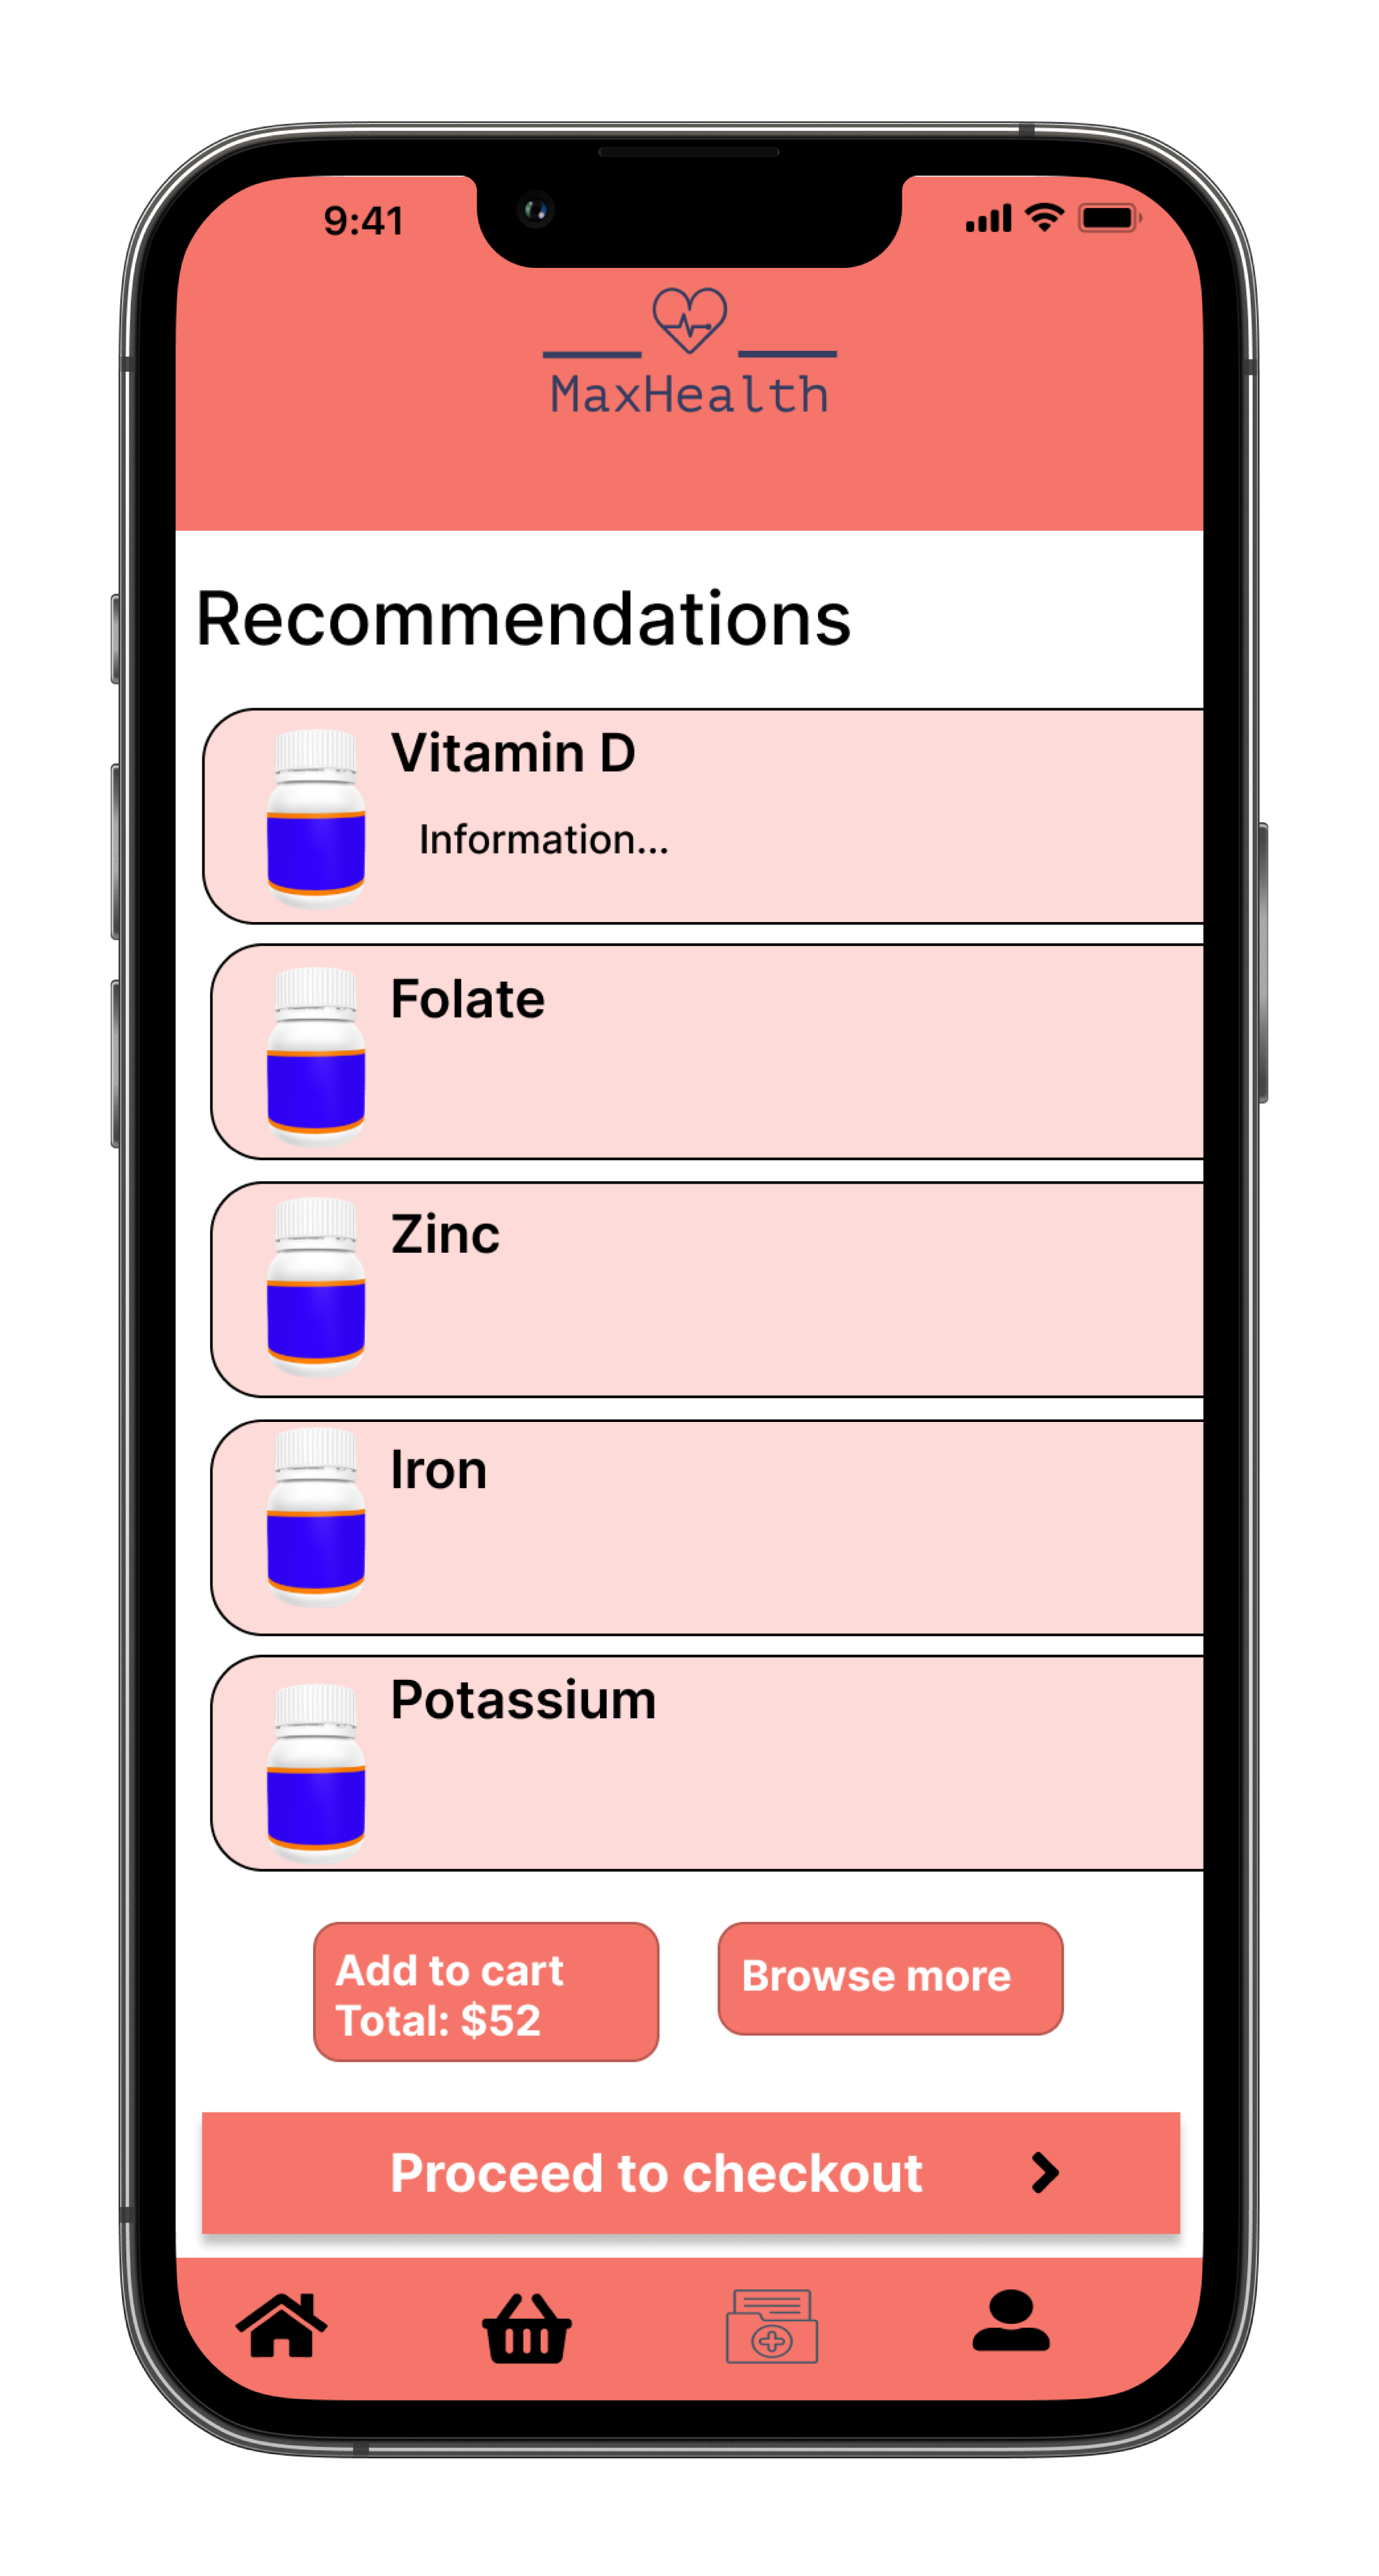 9:41
MaxHealth
Recommendations
Vitamin D
Information...
Folate
Zinc
Iron
Potassium
Add to cart
Total: $52
Browse more
Proceed to checkout